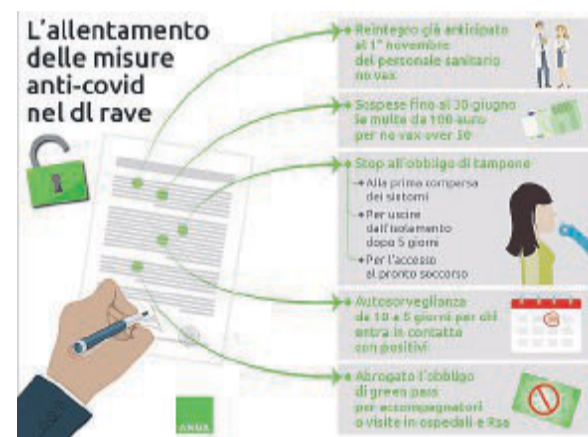 L'allentamento
delle misure
anti-covid
nel dl rave
Reintegro già anticipato
al 1° novembre
del personale sanitario
no vax
Sospese fino al 30 giugno
le multe da 100 euro
per no vax over 50
Stop all'obbligo di tampone
Alla prima comparsa
dei sintomi
Per uscire
dall'isolamento
dopo 5 giorni
Per l'accesso
al pronto soccorso
Autosorveglianza
da 10 a 5 giorni per chi
entra in contatto
con positivi
Abrogato l'obbligo
di green pass
per accompagnatori
o visite in ospedali e Rsa
ANSA